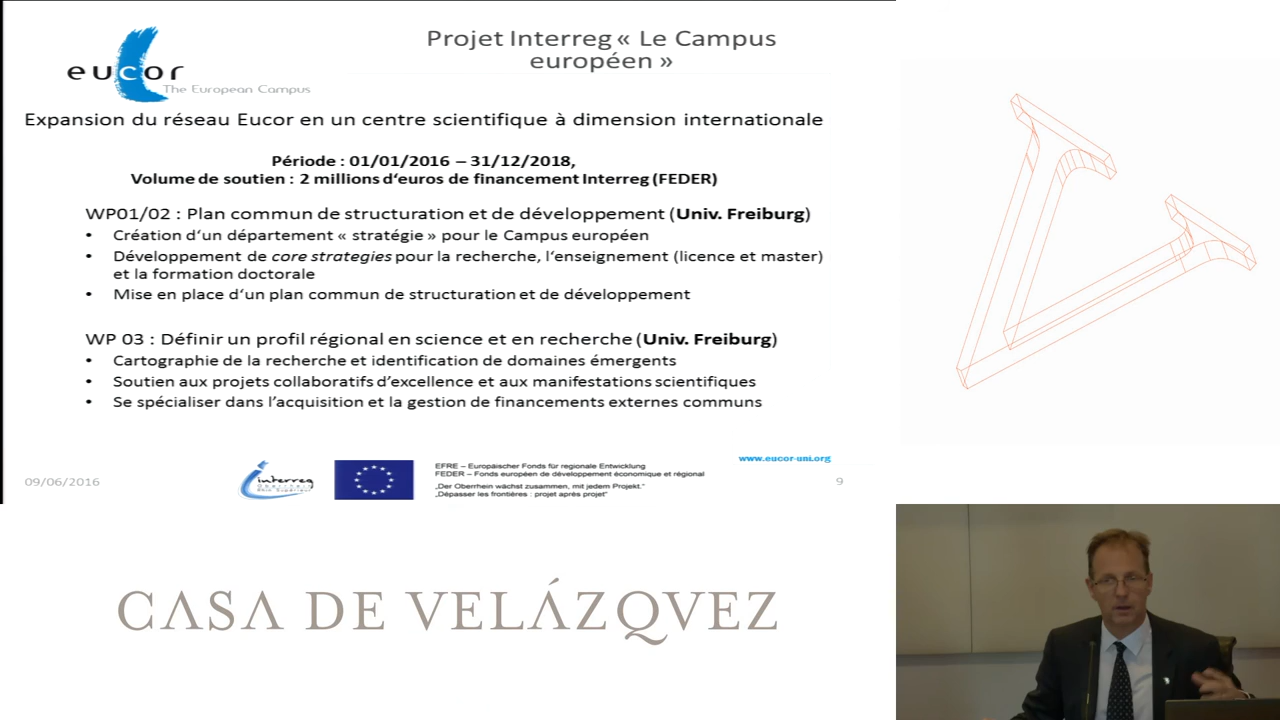 Projet Interreg « Le Campus
européen »
eucor
The European Campus
Expansion du réseau Eucor en un centre scientifique à dimension internationale
Période : 01/01/2016 – 31/12/2018,
Volume de soutien : 2 millions d‘euros de financement Interreg (FEDER)
WP01/02 : Plan commun de structuration et de développement (Univ. Freiburg)
• Création d‘un département « stratégie » pour le Campus européen
• Développement de core strategies pour la recherche, l‘enseignement (licence et master)
et la formation doctorale
• Mise en place d‘un plan commun de structuration et de développement
WP 03 : Définir un profil régional en science et en recherche (Univ. Freiburg)
• Cartographie de la recherche et identification de domaines émergents
• Soutien aux projets collaboratifs d’excellence et aux manifestations scientifiques
• Se spécialiser dans l’acquisition et la gestion de financements externes communs
www.eucor-uni.org
09/06/2016
interreg
Oberrhein
Rhin Supérieur
EFRE – Europäischer Fonds für regionale Entwicklung
FEDER – Fonds européen de développement économique et régional
„Der Oberrhein wächst zusammen, mit jedem Projekt.“
„Dépasser les frontières : projet après projet“
9
CASA DE VELÁZQVEZ